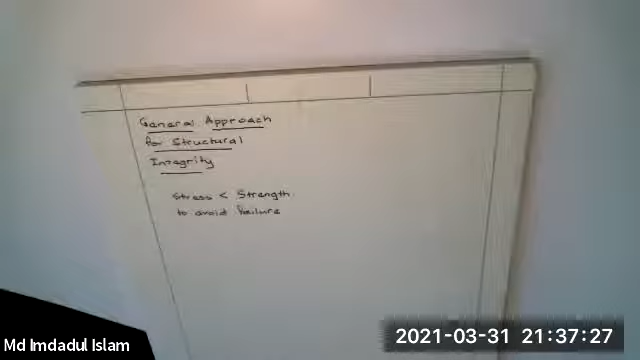 General Approach
for Structural
Integrity
Stress < Strength
to avoid failure
Md Imdadul Islam
2021-03-31 21:37:27